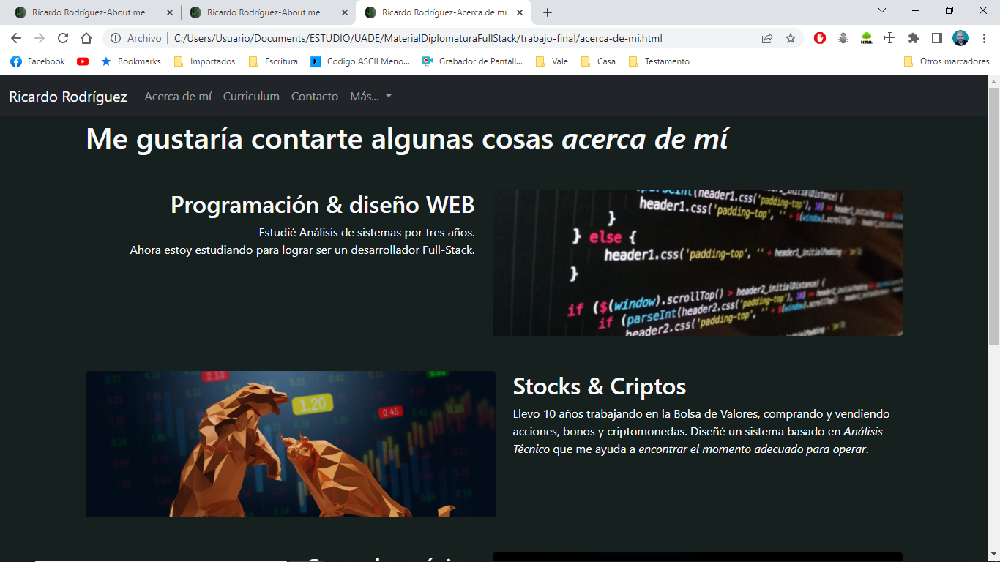 Ricardo Rodríguez-About me
Ricardo Rodríguez-About me
Ricardo Rodríguez-Acerca de mí
Archivo
C:/Users/Usuario/Documents/ESTUDIO/UADE/MaterialDiplomaturaFullStack/trabajo-final/acerca-de-mi.html
Facebook
Bookmarks
Importados
Escritura
Codigo ASCII Meno...
Grabador de Pantall...
Vale
Casa
Testamento
Otros marcadores
Ricardo Rodríguez
Acerca de mí
Curriculum
Contacto
Más...
Me gustaría contarte algunas cosas acerca de mí
Programación & diseño WEB
Estudié Análisis de sistemas por tres años.
Ahora estoy estudiando para lograr ser un desarrollador Full-Stack.
header1.css('padding-top', '' + $(window).scrollTop()
}
} else {
header1.css('padding-top', '' + header1_initialPadding
}
if ($(window).scrollTop() > header2_initialDistance) {
if (parseInt(header2.css('padding-top'), 10)
header2.css('padding-top', ''
2.13
1.20
0.45
Stocks & Criptos
Llevo 10 años trabajando en la Bolsa de Valores, comprando y vendiendo
acciones, bonos y criptomonedas. Diseñé un sistema basado en Análisis
Técnico que me ayuda a encontrar el momento adecuado para operar.